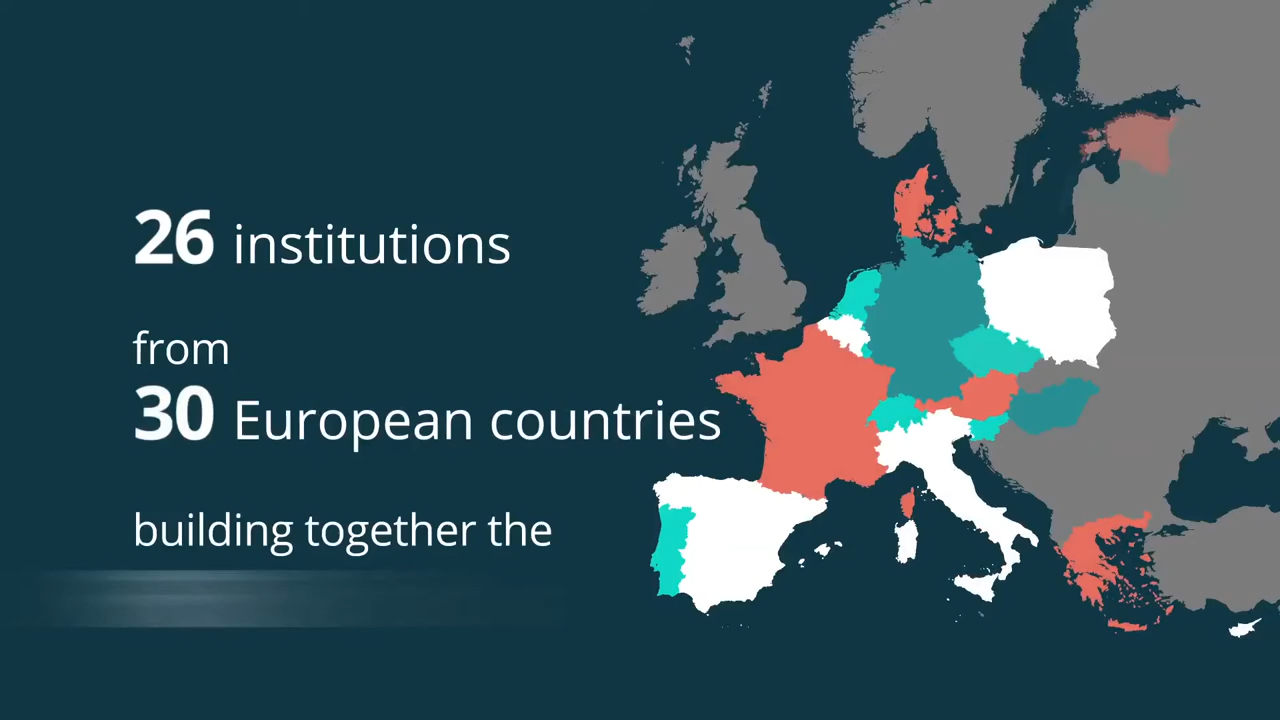 26 institutions
from
30 European countries
building together the